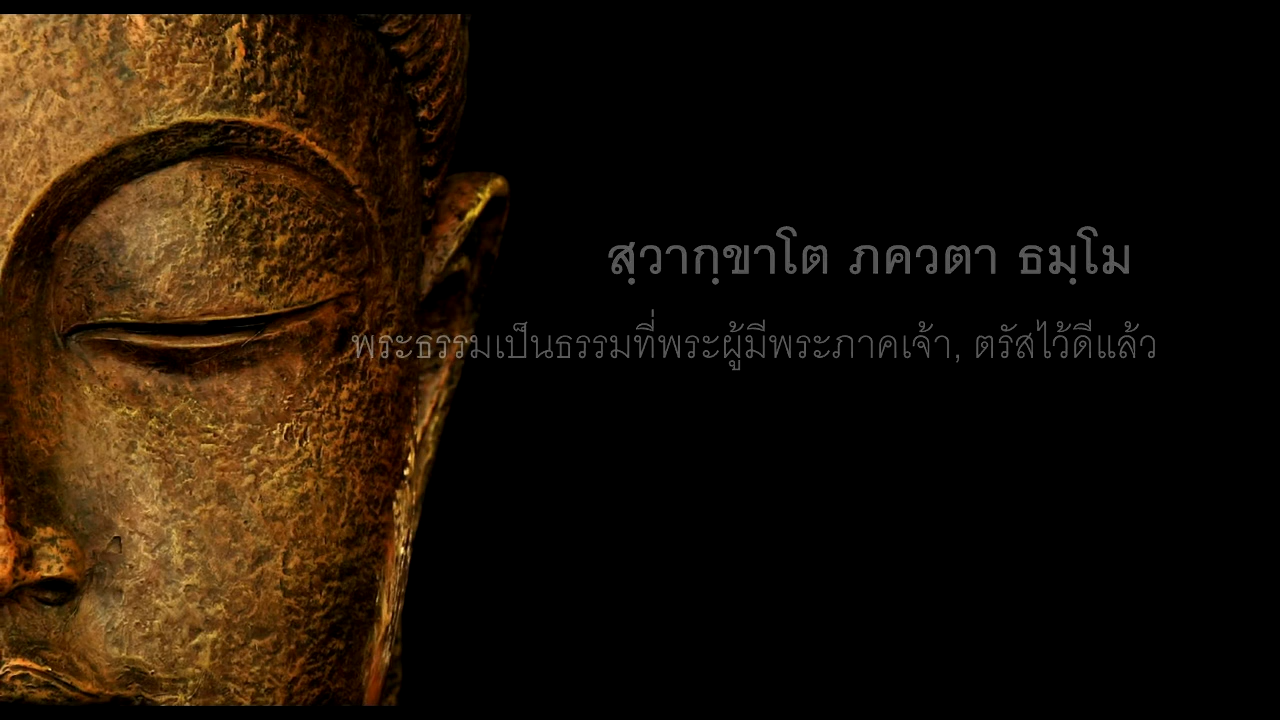 สฺวากฺขาโต ภควตา ธมฺโม
พระธรรมเป็นธรรมที่พระผู้มีพระภาคเจ้า, ตรัสไว้ดีแล้ว